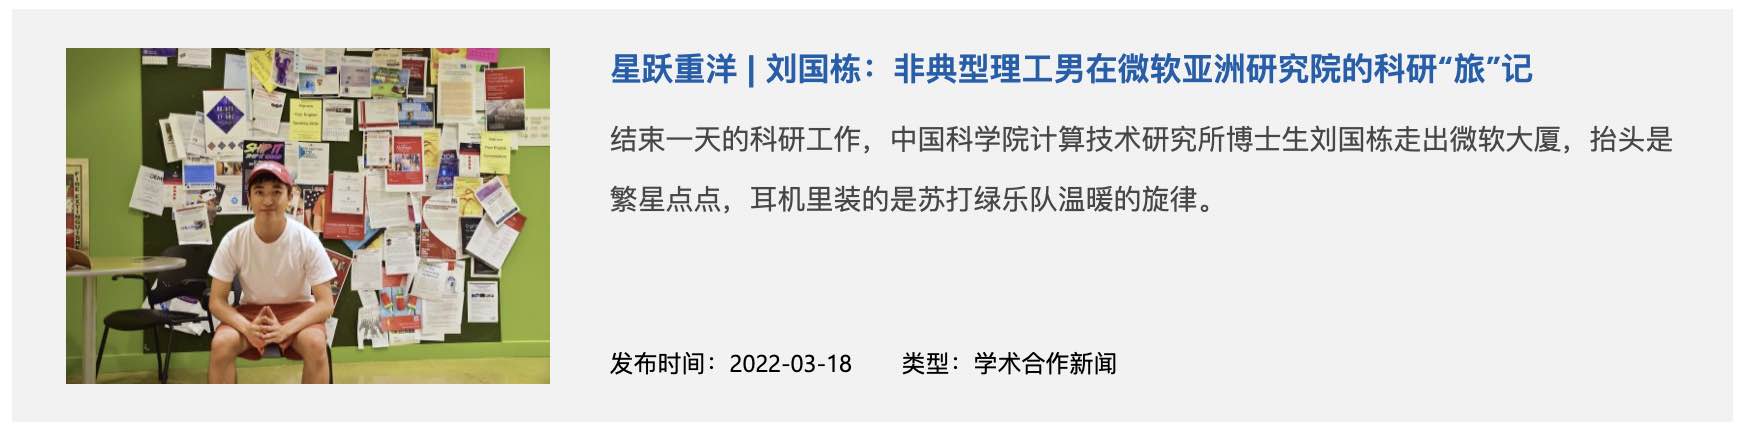 星跃重洋 | 刘国栋：非典型理工男在微软亚洲研究院的科研“旅”记
结束一天的科研工作，中国科学院计算技术研究所博士生刘国栋走出微软大厦，抬头是
繁星点点，耳机里装的是苏打绿乐队温暖的旋律。
发布时间：2022-03-18 类型：学术合作新闻